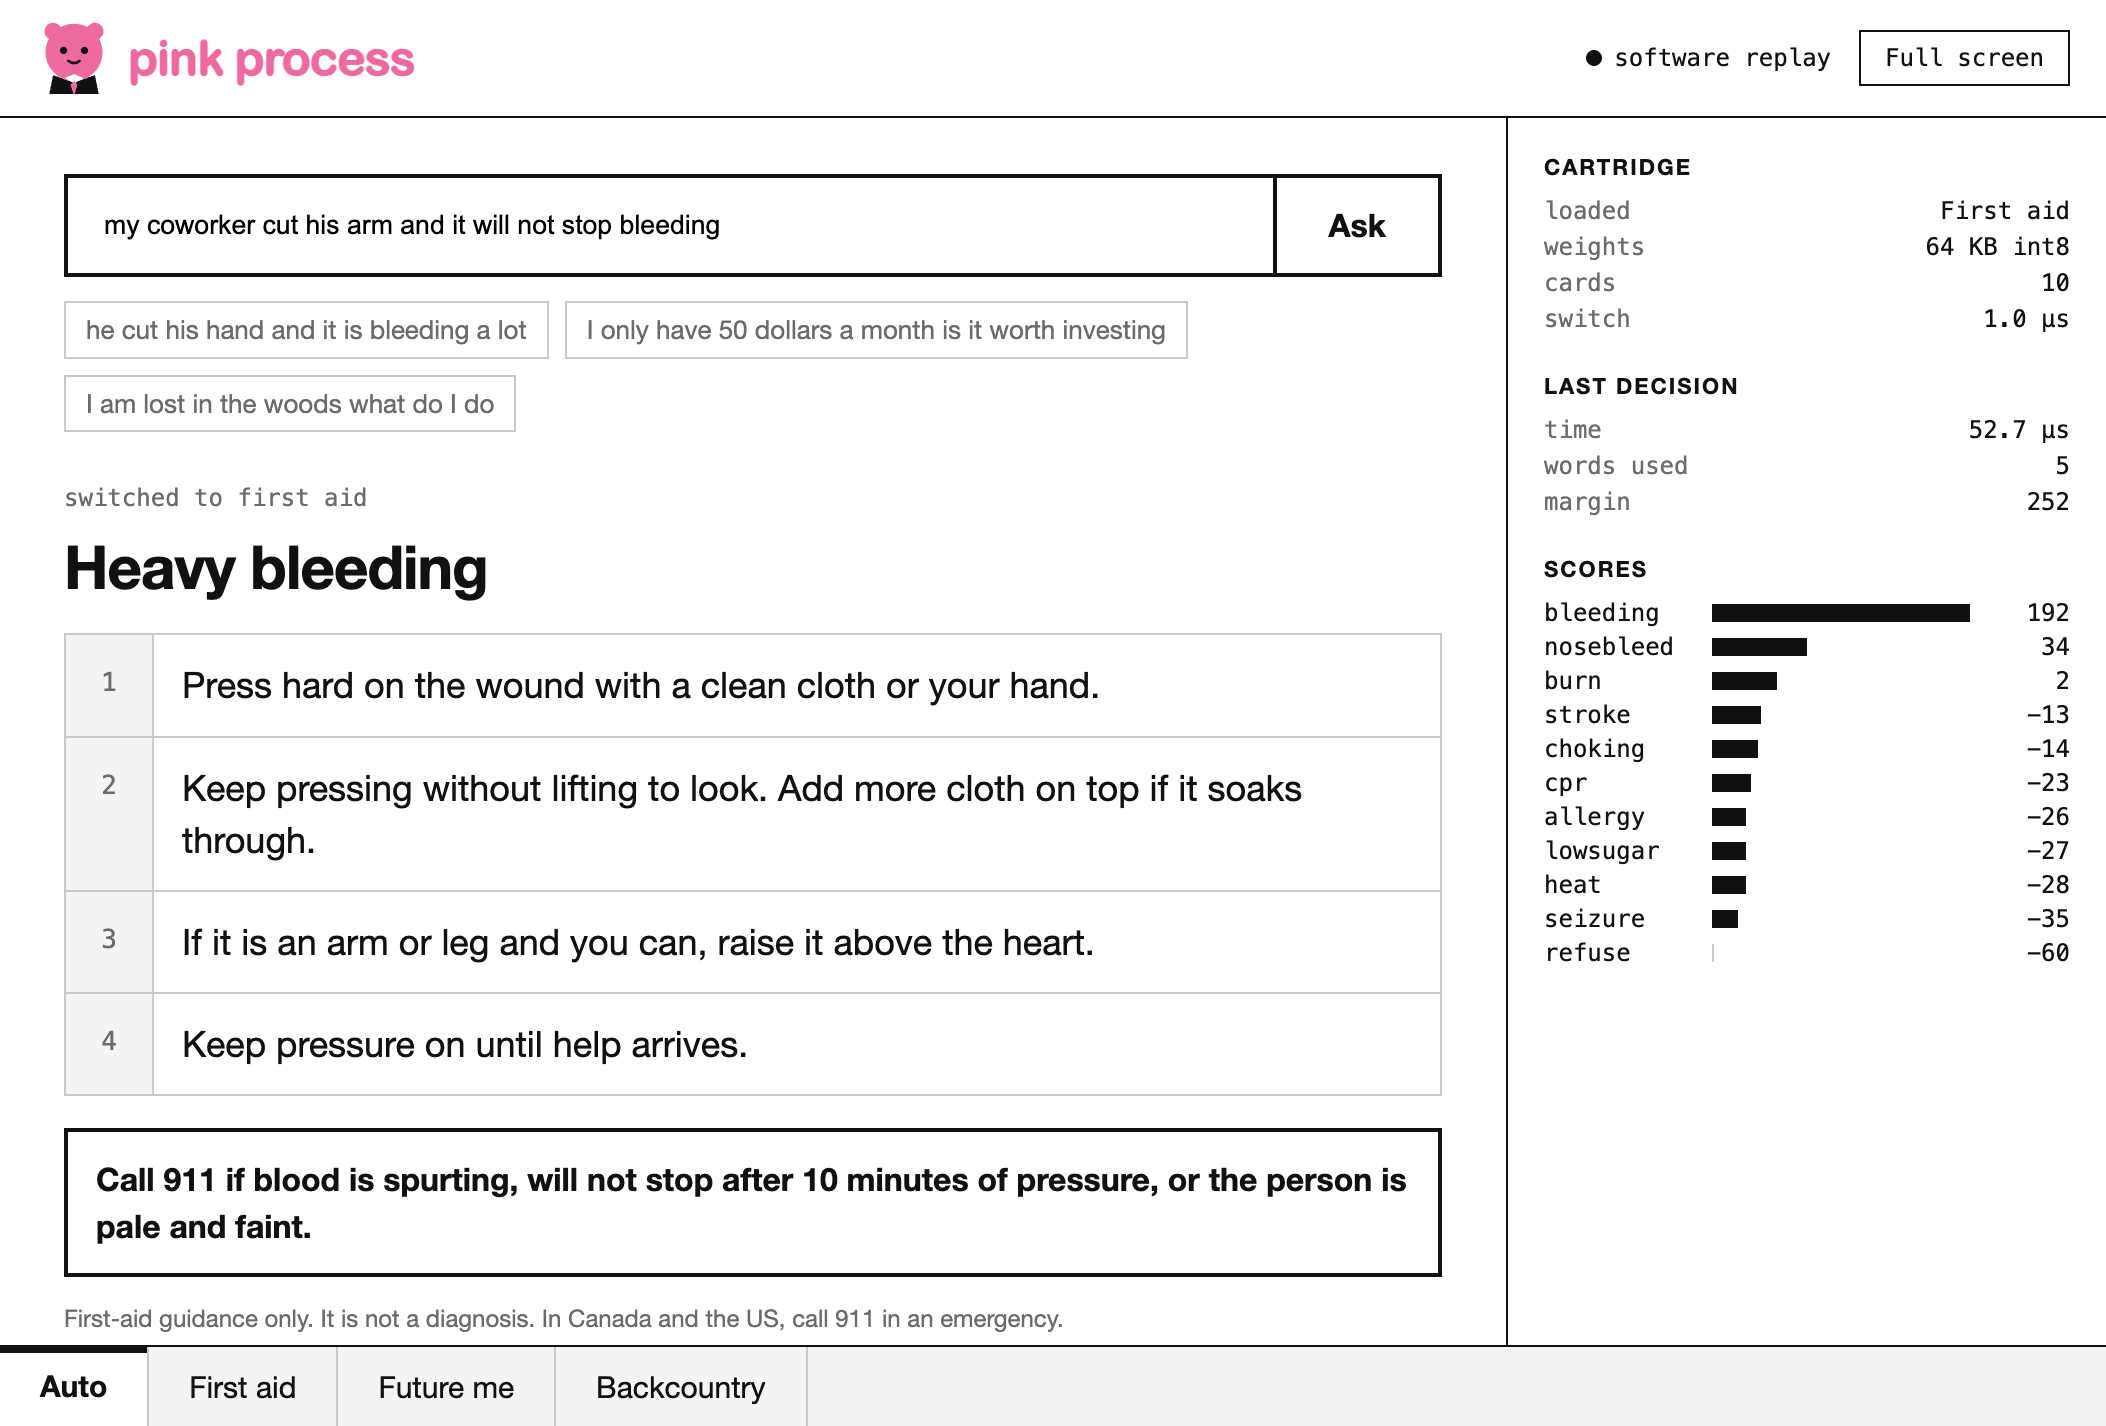 pink process
software replay
Full screen
my coworker cut his arm and it will not stop bleeding
Ask
he cut his hand and it is bleeding a lot
I only have 50 dollars a month is it worth investing
I am lost in the woods what do I do
switched to first aid
Heavy bleeding
1 Press hard on the wound with a clean cloth or your hand.
2 Keep pressing without lifting to look. Add more cloth on top if it soaks
through.
3 If it is an arm or leg and you can, raise it above the heart.
4 Keep pressure on until help arrives.
Call 911 if blood is spurting, will not stop after 10 minutes of pressure, or the person is
pale and faint.
First-aid guidance only. It is not a diagnosis. In Canada and the US, call 911 in an emergency.
CARTRIDGE
loaded First aid
weights 64 KB int8
cards 10
switch 1.0 µs
LAST DECISION
time 52.7 µs
words used 5
margin 252
SCORES
bleeding 192
nosebleed 34
burn 2
stroke −13
choking −14
cpr −23
allergy −26
lowsugar −27
heat −28
seizure −35
refuse −60
Auto
First aid
Future me
Backcountry